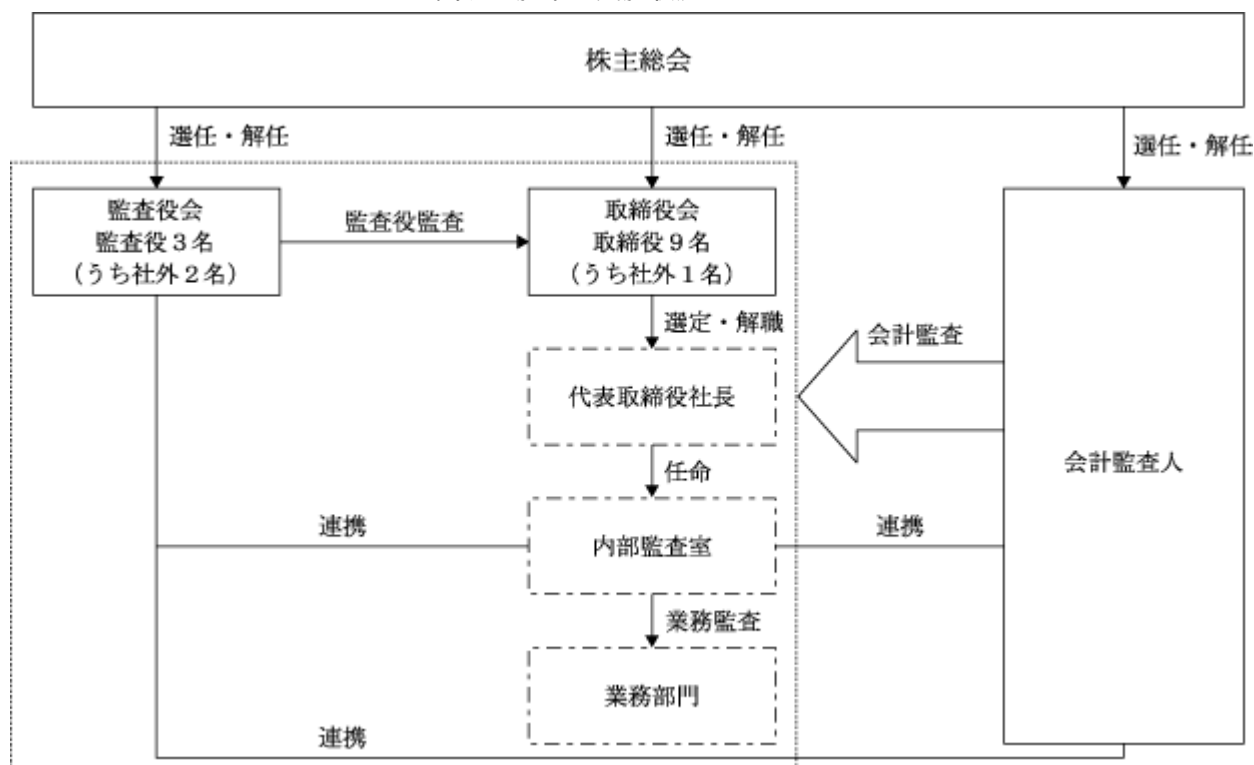 株主総会
選任・解任
選任・解任
選任・解任
監査役会
監査役３名
（うち社外２名）
監査役監査
取締役会
取締役９名
（うち社外１名）
選定・解職
会計監査
代表取締役社長
会計監査人
任命
連携
内部監査室
連携
業務監査
業務部門
連携